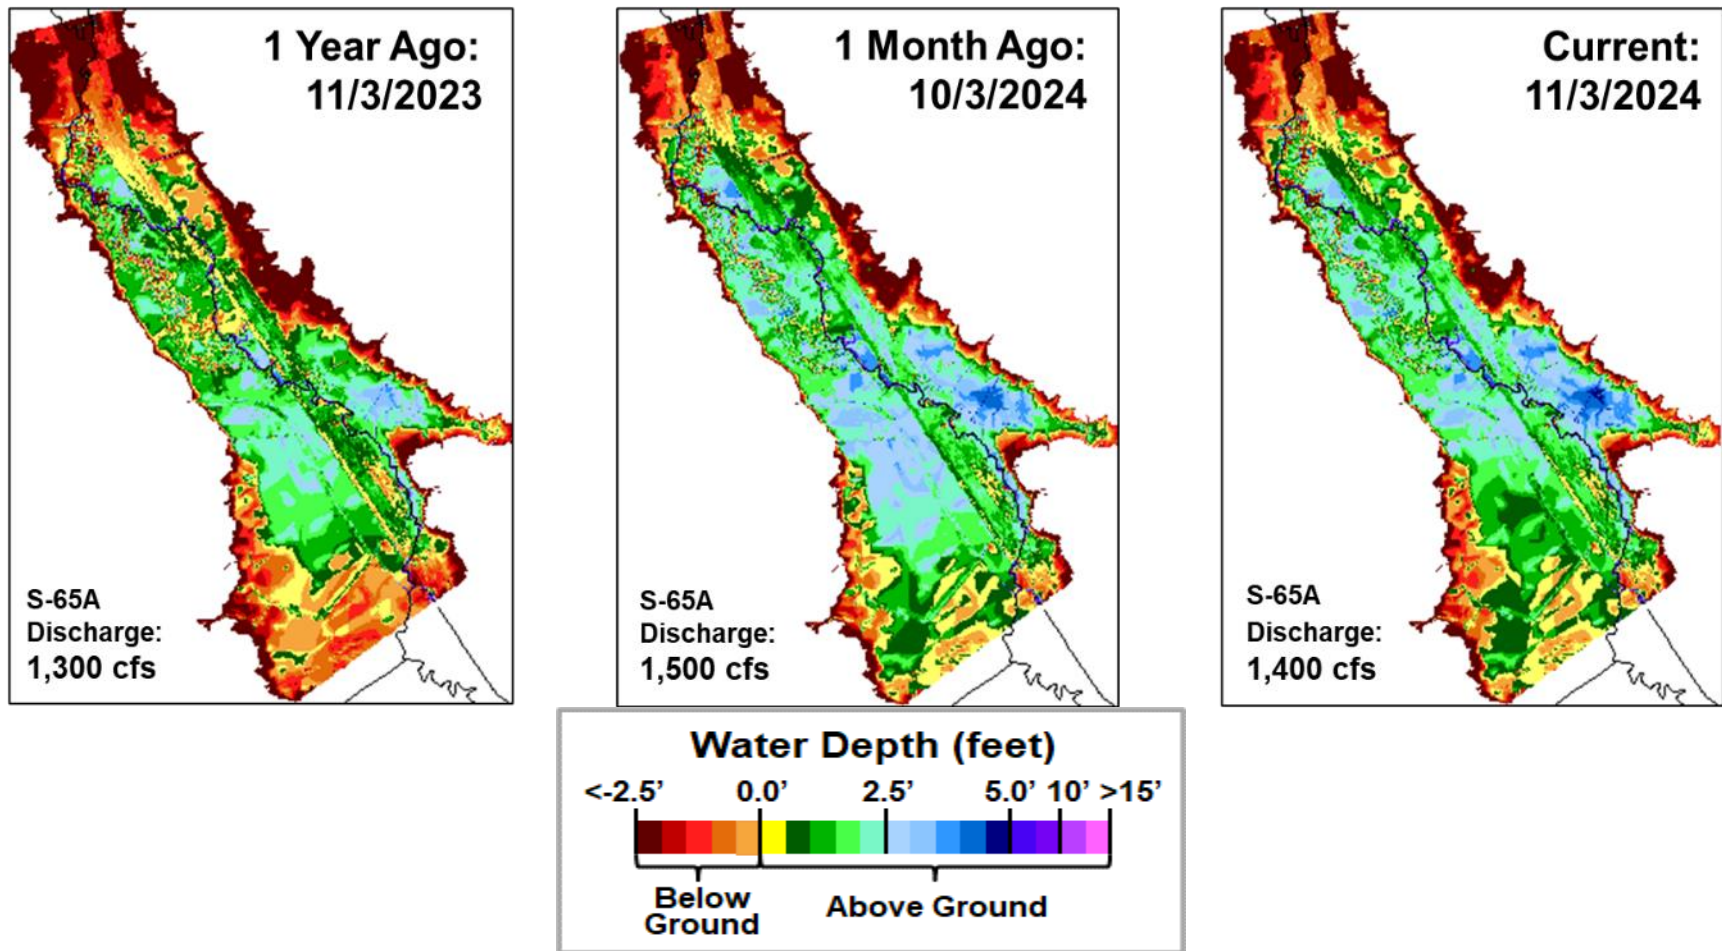 1 Year Ago:
11/3/2023
S-65A
Discharge:
1,300 cfs
1 Month Ago:
10/3/2024
S-65A
Discharge:
1,500 cfs
Current:
11/3/2024
S-65A
Discharge:
1,400 cfs
Water Depth (feet)
<-2.5’ 0.0’ 2.5’ 5.0’ 10’ >15’
Below
Ground
Above Ground